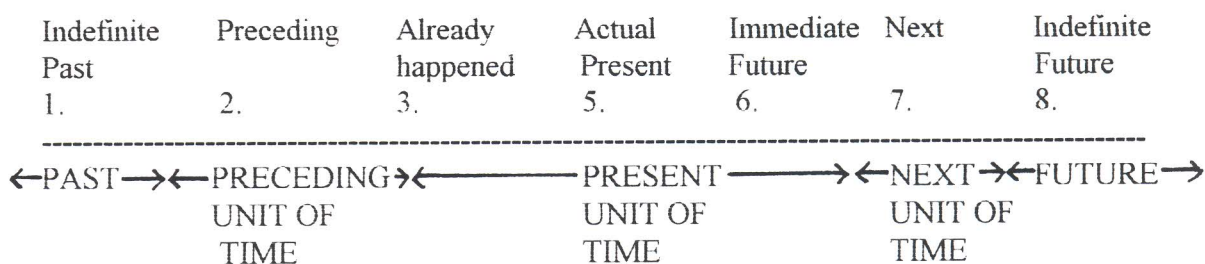 Indefinite Preceding Already Actual Immediate Next Indefinite
Past happened Present Future Future
1. 2. 3. 5. 6. 7. 8.
PAST PRECEDING PRESENT NEXT FUTURE
UNIT OF UNIT OF UNIT OF
TIME TIME TIME